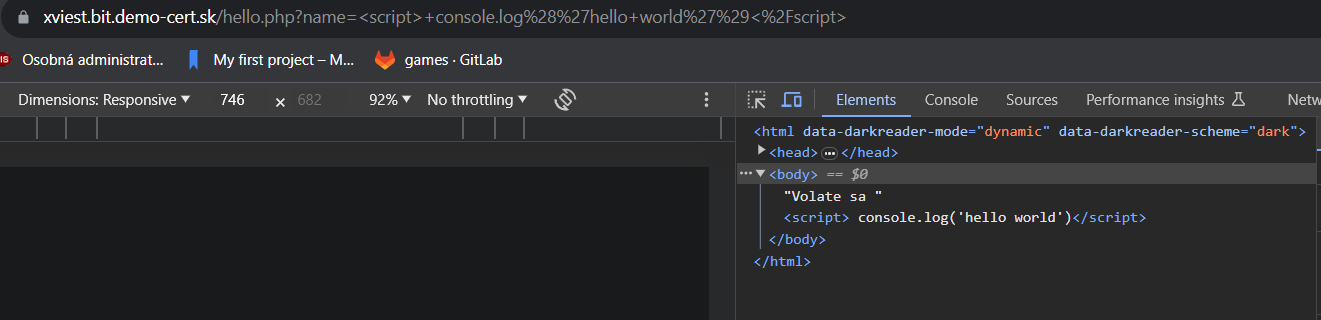 xviest.bit.demo-cert.sk/hello.php?name=<script>+console.log%28%27hello+world%27%29<%2Fscript>
IS Osobná administrat... My first project – M... games · GitLab
Dimensions: Responsive ▼ 746 × 682 92% ▼ No throttling ▼ Elements Console Sources Performance insights Netw
<html data-darkreader-mode="dynamic" data-darkreader-scheme="dark">
▶ <head> ••• </head>
••• ▼ <body> == $0
"Volate sa "
<script> console.log('hello world')</script>
</body>
</html>